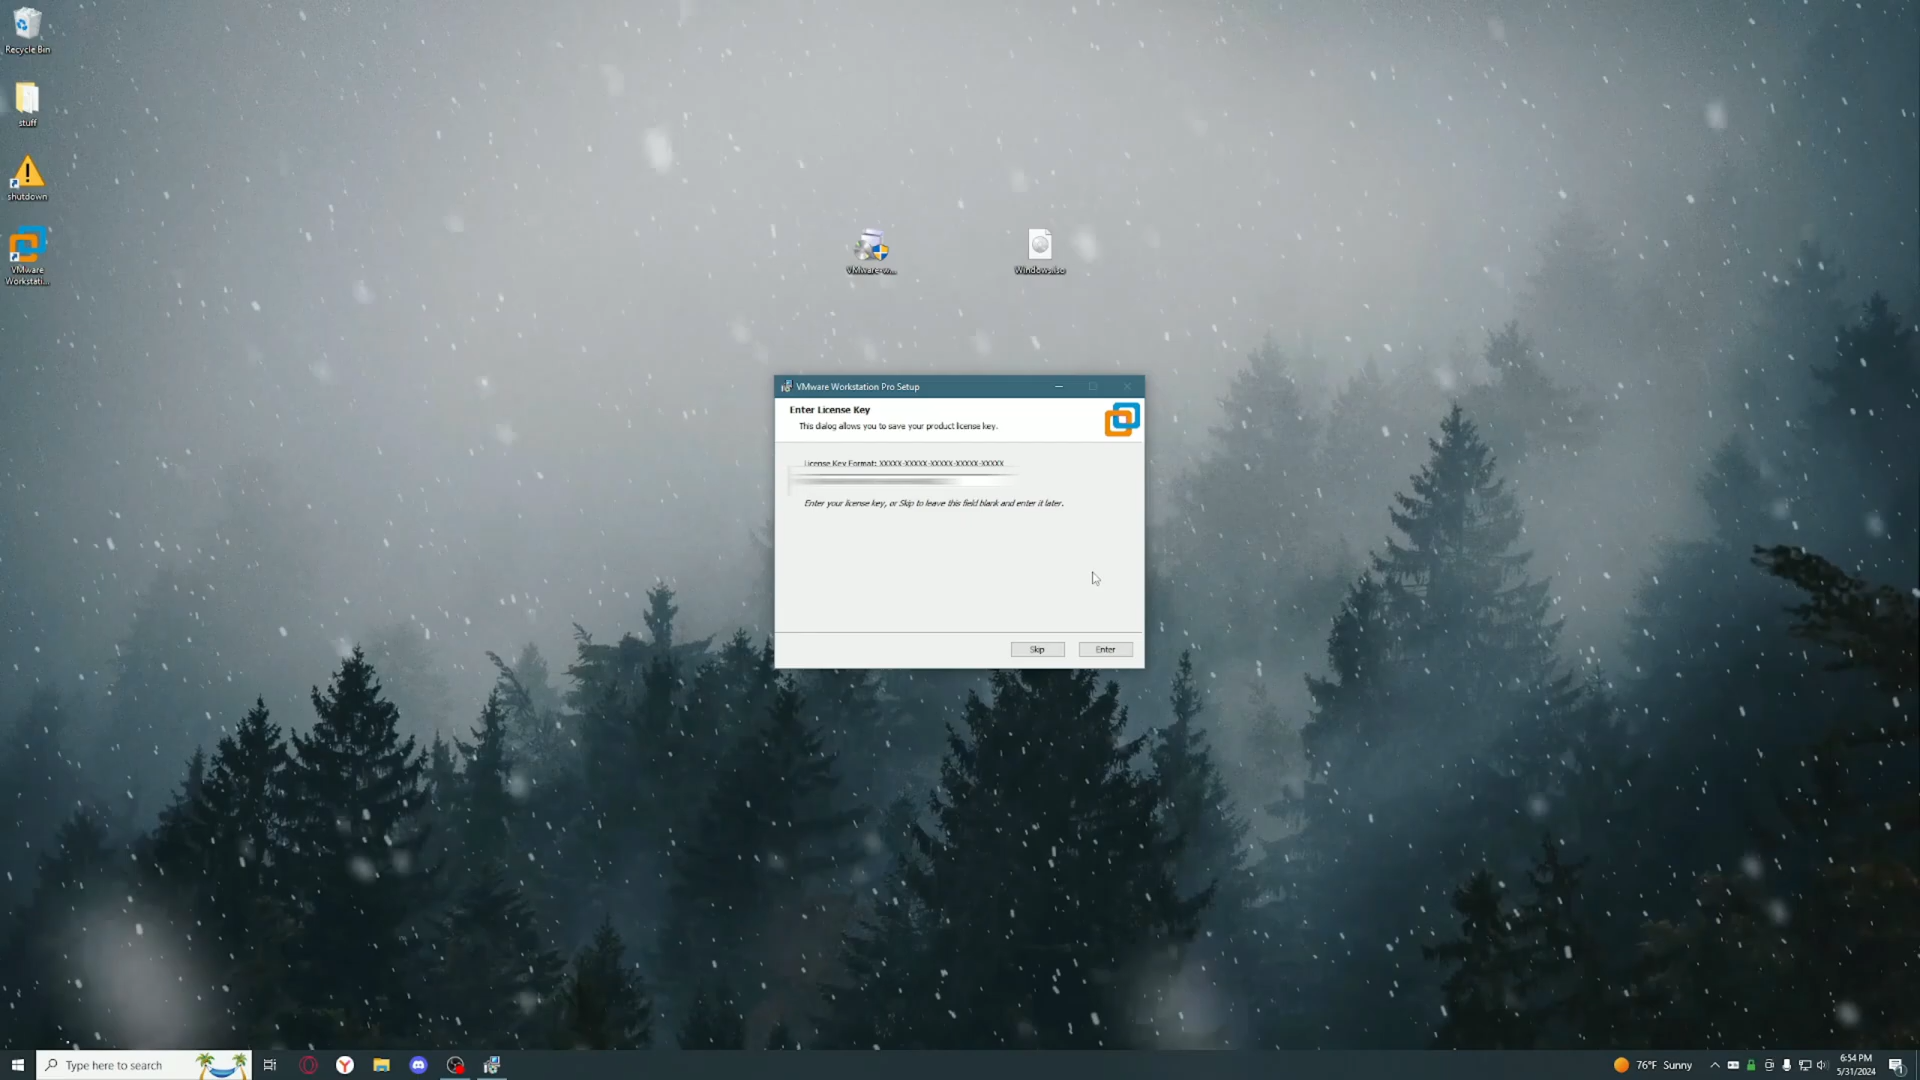 Recycle Bin
stuff
shutdown
VMware
Workstati...
VMware-w...
Windows.iso
VMware Workstation Pro Setup
Enter License Key
This dialog allows you to save your product license key.
License Key Format: XXXXX-XXXXX-XXXXX-XXXXX-XXXXX
Enter your license key, or Skip to leave this field blank and enter it later.
Skip
Enter
Type here to search
76°F Sunny
6:54 PM
5/31/2024